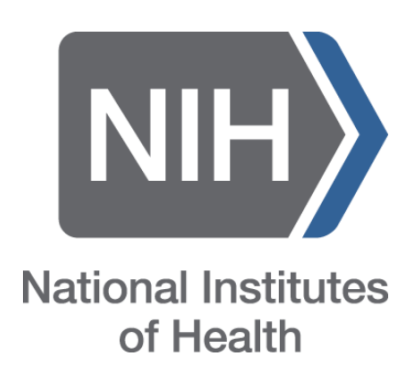 NIH
National Institutes
of Health